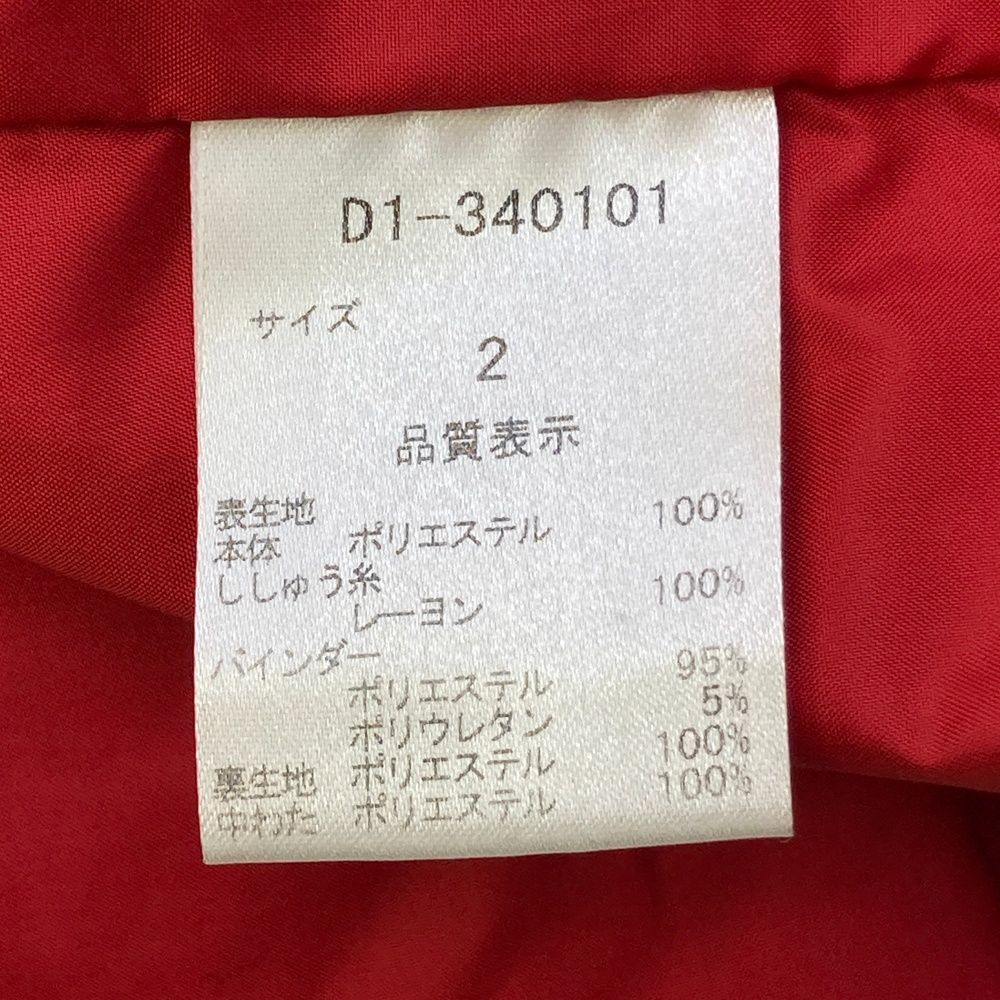 D1-340101
サイズ
2
品質表示
表生地
本体 ポリエステル 100%
ししゅう糸
レーヨン 100%
バインダー
ポリエステル 95%
ポリウレタン 5%
裏生地 ポリエステル 100%
中わた ポリエステル 100%